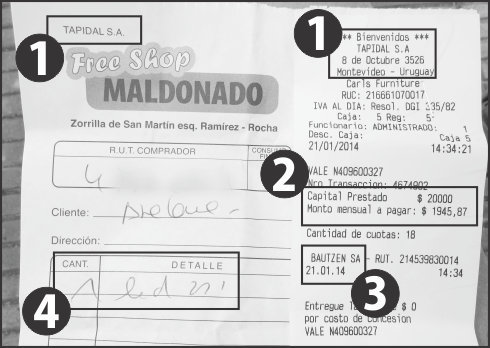 1
TAPIDAL S.A.
Free Shop
MALDONADO
Zorrilla de San Martín esq. Ramírez - Rocha
R.U.T. COMPRADOR
CONSUMO
Cliente:
Dirección:
CANT. DETALLE
4
1
** Bienvenidos ***
TAPIDAL S.A
8 de Octubre 3526
Montevideo - Uruguay
Carls Furniture
RUC: 216661070017
IVA AL DIA: Resol. DGI 135/82
Caja: 5 Reg: 5-
Funcionario: ADMINISTRADO: 1
Desc. Caja: Caja 5
21/01/2014 14:34:21
VALE N409600327
2
Nro Transaccion: 4674902
Capital Prestado $ 20000
Monto mensual a pagar: $ 1945,87
Cantidad de cuotas: 18
BAUTZEN SA - RUT. 214539830014
21.01.14 14:34
3
Entregue $ 0
por costo de concesion
VALE N409600327